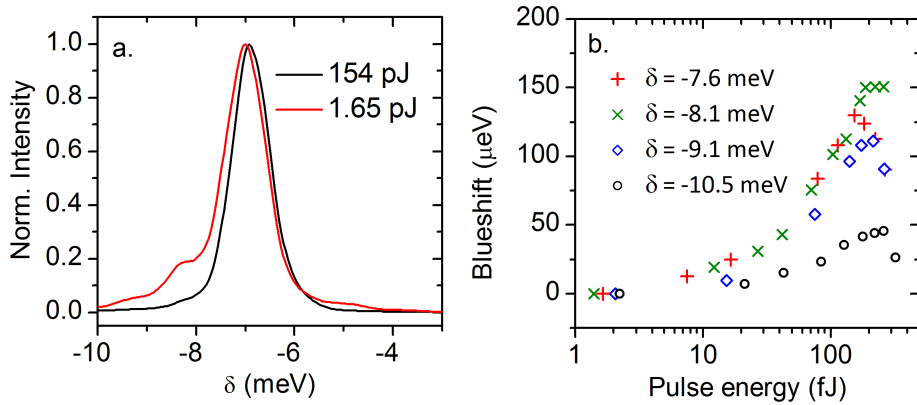 a.
154 pJ
1.65 pJ
Norm. Intensity
1.0
0.8
0.6
0.4
0.2
0.0
-10
-8
-6
-4
δ (meV)
b.
δ = -7.6 meV
δ = -8.1 meV
δ = -9.1 meV
δ = -10.5 meV
Blueshift (μeV)
200
150
100
50
0
1
10
100
Pulse energy (fJ)